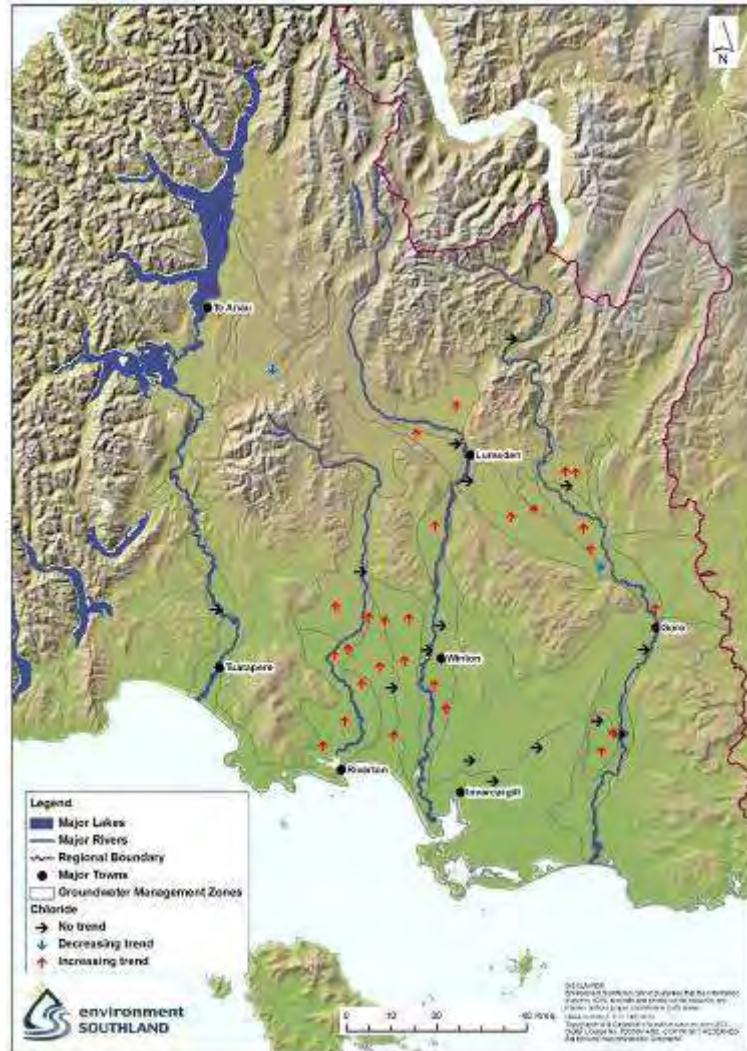 N
Te Anau
Lumsden
Gore
Tuatapere
Winton
Riverton
Invercargill
Legend
Major Lakes
Major Rivers
Regional Boundary
Major Towns
Groundwater Management Zones
Chloride
No trend
Decreasing trend
Increasing trend
environment
SOUTHLAND
0 10 20 40 Kms
DISCLAIMER